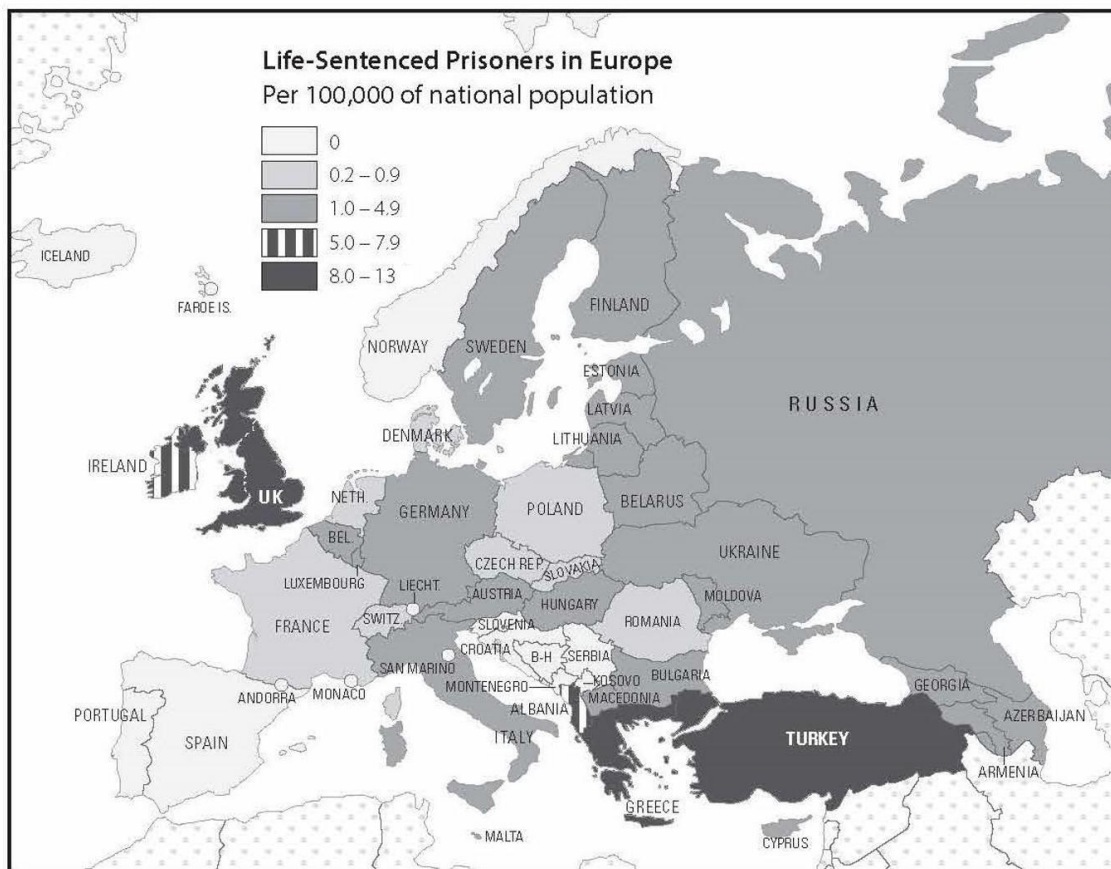 Life-Sentenced Prisoners in Europe
Per 100,000 of national population
0
0.2 – 0.9
1.0 – 4.9
5.0 – 7.9
8.0 – 13
ICELAND
FAROE IS.
NORWAY
SWEDEN
FINLAND
ESTONIA
RUSSIA
LATVIA
DENMARK
LITHUANIA
IRELAND
UK
NETH.
GERMANY
POLAND
BELARUS
BEL.
CZECH REP.
UKRAINE
SLOVAKIA
LUXEMBOURG
LIECHT.
AUSTRIA
HUNGARY
MOLDOVA
FRANCE
SWITZ.
SLOVENIA
ROMANIA
CROATIA
B-H
SERBIA
SAN MARINO
BULGARIA
KOSOVO
GEORGIA
ANDORRA
MONACO
MONTENEGRO
MACEDONIA
PORTUGAL
ALBANIA
AZERBAIJAN
SPAIN
ITALY
TURKEY
ARMENIA
GREECE
MALTA
CYPRUS